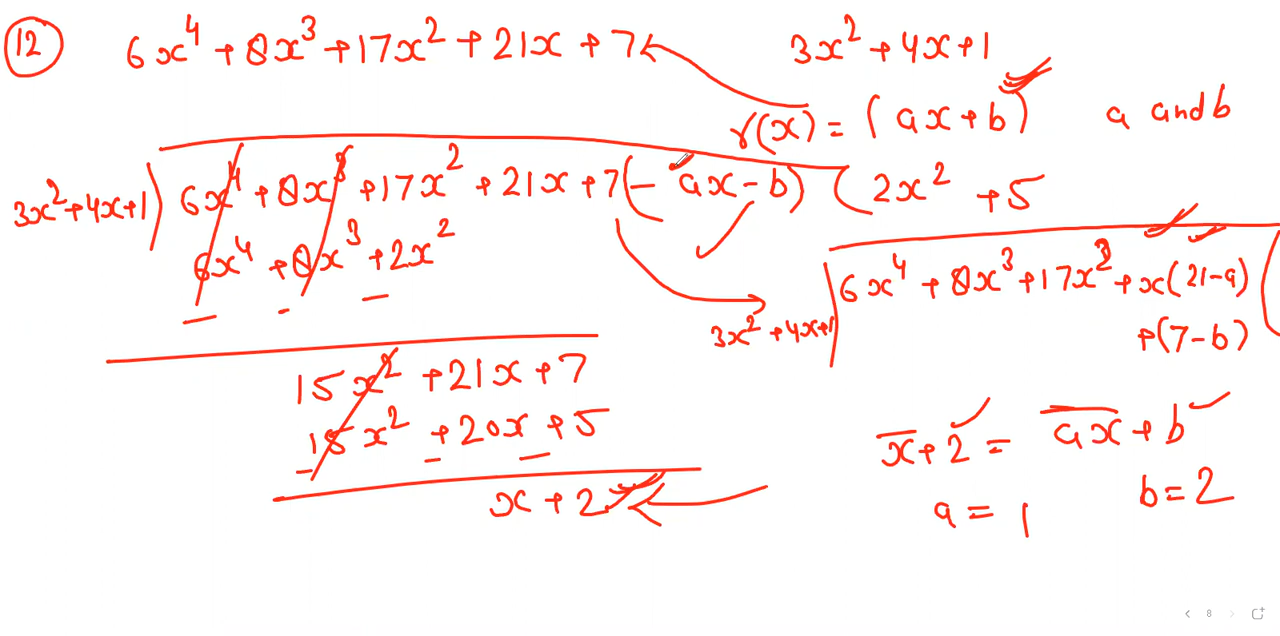 (12) 6x⁴ + 8x³ + 17x² + 21x + 7 3x² + 4x + 1
r(x) = (ax + b) a and b
3x² + 4x + 1 ) 6x⁴ + 8x³ + 17x² + 21x + 7 (- ax - b) ( 2x² + 5
6x⁴ + 8x³ + 2x²
15x² + 21x + 7
15x² + 20x + 5
x + 2
3x² + 4x + 1 | 6x⁴ + 8x³ + 17x² + x(21-a) (
+ (7 - b)
x + 2 = ax + b
a = 1 b = 2
8